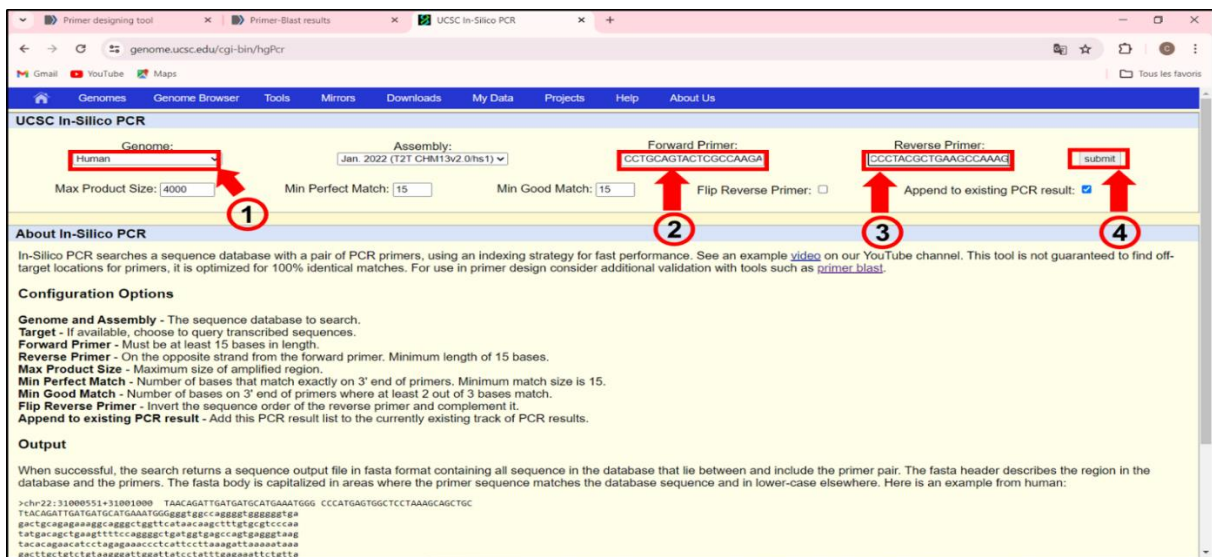 Primer designing tool
Primer-Blast results
UCSC In-Silico PCR
genome.ucsc.edu/cgi-bin/hgPcr
Gmail YouTube Maps Tous les favoris
Genomes Genome Browser Tools Mirrors Downloads My Data Projects Help About Us
UCSC In-Silico PCR
Genome: Assembly: Forward Primer: Reverse Primer:
Human Jan. 2022 (T2T CHM13v2.0/hs1) CCTGCAGTACTCGCCAAGA CCCTACGCTGAAGCCAAAG submit
Max Product Size: 4000 Min Perfect Match: 15 Min Good Match: 15 Flip Reverse Primer: Append to existing PCR result:
1 2 3 4
About In-Silico PCR
In-Silico PCR searches a sequence database with a pair of PCR primers, using an indexing strategy for fast performance. See an example video on our YouTube channel. This tool is not guaranteed to find off-
target locations for primers, it is optimized for 100% identical matches. For use in primer design consider additional validation with tools such as primer blast.
Configuration Options
Genome and Assembly - The sequence database to search.
Target - If available, choose to query transcribed sequences.
Forward Primer - Must be at least 15 bases in length.
Reverse Primer - On the opposite strand from the forward primer. Minimum length of 15 bases.
Max Product Size - Maximum size of amplified region.
Min Perfect Match - Number of bases that match exactly on 3' end of primers. Minimum match size is 15.
Min Good Match - Number of bases on 3' end of primers where at least 2 out of 3 bases match.
Flip Reverse Primer - Invert the sequence order of the reverse primer and complement it.
Append to existing PCR result - Add this PCR result list to the currently existing track of PCR results.
Output
When successful, the search returns a sequence output file in fasta format containing all sequence in the database that lie between and include the primer pair. The fasta header describes the region in the
database and the primers. The fasta body is capitalized in areas where the primer sequence matches the database sequence and in lower-case elsewhere. Here is an example from human:
>chr22:31000551+31001000 TAACAGATTGATGATGCATGAAATGGG CCCATGAGTGGCTCCTAAAGCAGCTGC
TtACAGATTGATGATGCATGAAATGGGgggtggccaggggtggggggtga
gactgcagagaaaggcagggctggttcataacaagctttgtgcgtcccaa
tatgacagctgaagttttccaggggctgatggtgagccagtgagggtaag
tacacagaacatcctagagaaaccctcattccttaaagattaaaaataaa
gacttgctgtctgtaagggattggattatcctatttgagaaattctgtta